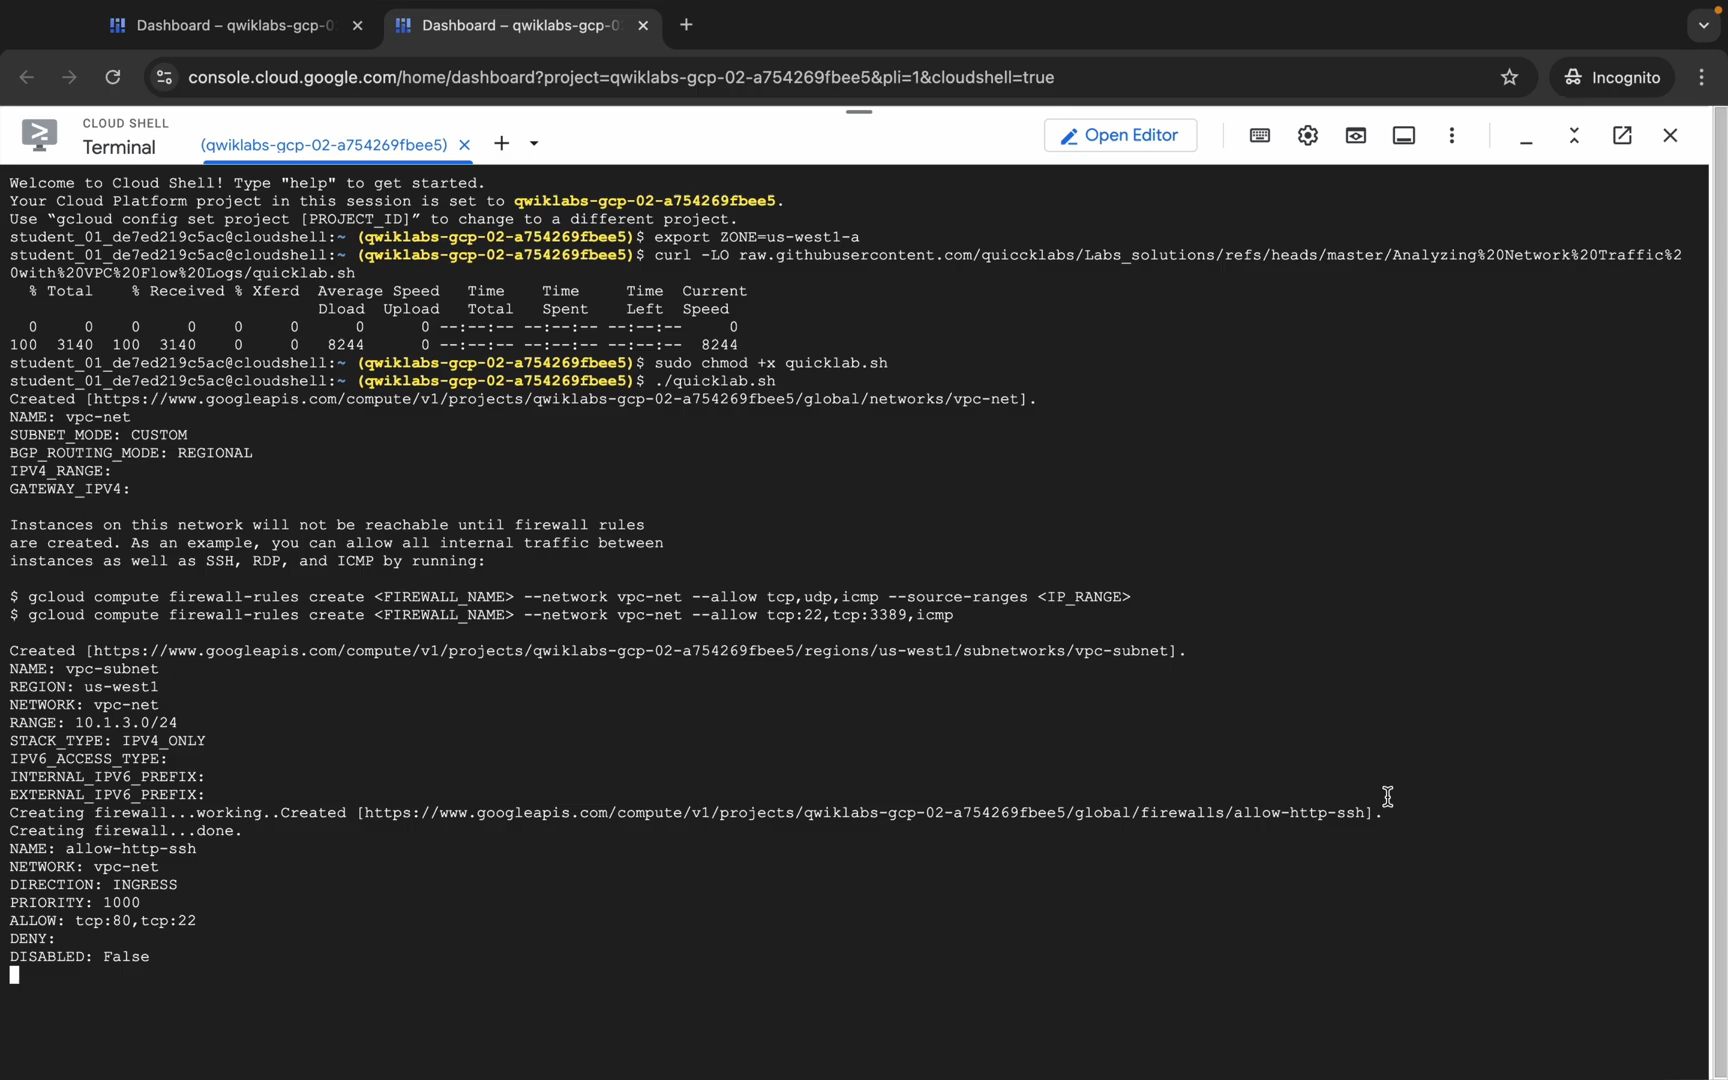 Dashboard – qwiklabs-gcp-0
Dashboard – qwiklabs-gcp-0
console.cloud.google.com/home/dashboard?project=qwiklabs-gcp-02-a754269fbee5&pli=1&cloudshell=true
Incognito
CLOUD SHELL
Terminal
(qwiklabs-gcp-02-a754269fbee5)
Open Editor
Welcome to Cloud Shell! Type "help" to get started.
Your Cloud Platform project in this session is set to qwiklabs-gcp-02-a754269fbee5.
Use “gcloud config set project [PROJECT_ID]” to change to a different project.
student_01_de7ed219c5ac@cloudshell:~ (qwiklabs-gcp-02-a754269fbee5)$ export ZONE=us-west1-a
student_01_de7ed219c5ac@cloudshell:~ (qwiklabs-gcp-02-a754269fbee5)$ curl -LO raw.githubusercontent.com/quiccklabs/Labs_solutions/refs/heads/master/Analyzing%20Network%20Traffic%2
0with%20VPC%20Flow%20Logs/quicklab.sh
% Total % Received % Xferd Average Speed Time Time Time Current
Dload Upload Total Spent Left Speed
0 0 0 0 0 0 0 0 --:--:-- --:--:-- --:--:-- 0
100 3140 100 3140 0 0 8244 0 --:--:-- --:--:-- --:--:-- 8244
student_01_de7ed219c5ac@cloudshell:~ (qwiklabs-gcp-02-a754269fbee5)$ sudo chmod +x quicklab.sh
student_01_de7ed219c5ac@cloudshell:~ (qwiklabs-gcp-02-a754269fbee5)$ ./quicklab.sh
Created [https://www.googleapis.com/compute/v1/projects/qwiklabs-gcp-02-a754269fbee5/global/networks/vpc-net].
NAME: vpc-net
SUBNET_MODE: CUSTOM
BGP_ROUTING_MODE: REGIONAL
IPV4_RANGE:
GATEWAY_IPV4:
Instances on this network will not be reachable until firewall rules
are created. As an example, you can allow all internal traffic between
instances as well as SSH, RDP, and ICMP by running:
$ gcloud compute firewall-rules create <FIREWALL_NAME> --network vpc-net --allow tcp,udp,icmp --source-ranges <IP_RANGE>
$ gcloud compute firewall-rules create <FIREWALL_NAME> --network vpc-net --allow tcp:22,tcp:3389,icmp
Created [https://www.googleapis.com/compute/v1/projects/qwiklabs-gcp-02-a754269fbee5/regions/us-west1/subnetworks/vpc-subnet].
NAME: vpc-subnet
REGION: us-west1
NETWORK: vpc-net
RANGE: 10.1.3.0/24
STACK_TYPE: IPV4_ONLY
IPV6_ACCESS_TYPE:
INTERNAL_IPV6_PREFIX:
EXTERNAL_IPV6_PREFIX:
Creating firewall...working..Created [https://www.googleapis.com/compute/v1/projects/qwiklabs-gcp-02-a754269fbee5/global/firewalls/allow-http-ssh].
Creating firewall...done.
NAME: allow-http-ssh
NETWORK: vpc-net
DIRECTION: INGRESS
PRIORITY: 1000
ALLOW: tcp:80,tcp:22
DENY:
DISABLED: False